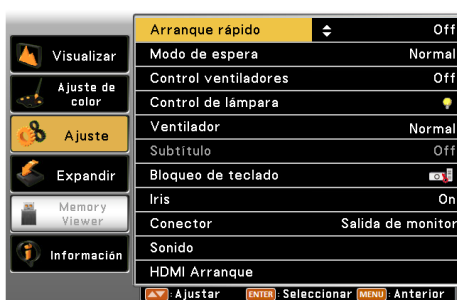 Visualizar
Ajuste de
color
Ajuste
Expandir
Memory
Viewer
Información
Arranque rápido Off
Modo de espera Normal
Control ventiladores Off
Control de lámpara
Ventilador Normal
Subtítulo Off
Bloqueo de teclado
Iris On
Conector Salida de monitor
Sonido
HDMI Arranque
: Ajustar ENTER : Seleccionar MENU : Anterior